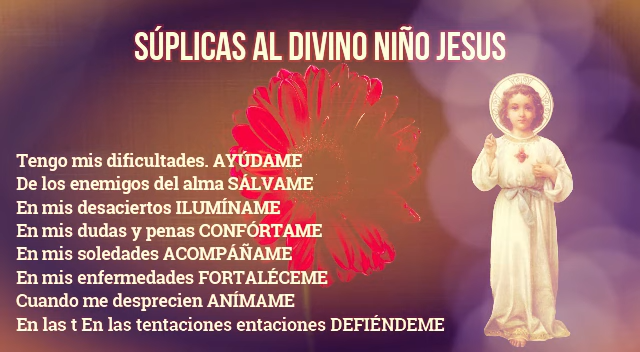 SÚPLICAS AL DIVINO NIÑO JESUS
Tengo mis dificultades. AYÚDAME
De los enemigos del alma SÁLVAME
En mis desaciertos ILUMÍNAME
En mis dudas y penas CONFÓRTAME
En mis soledades ACOMPÁÑAME
En mis enfermedades FORTALÉCEME
Cuando me desprecien ANÍMAME
En las t En las tentaciones entaciones DEFIÉNDEME